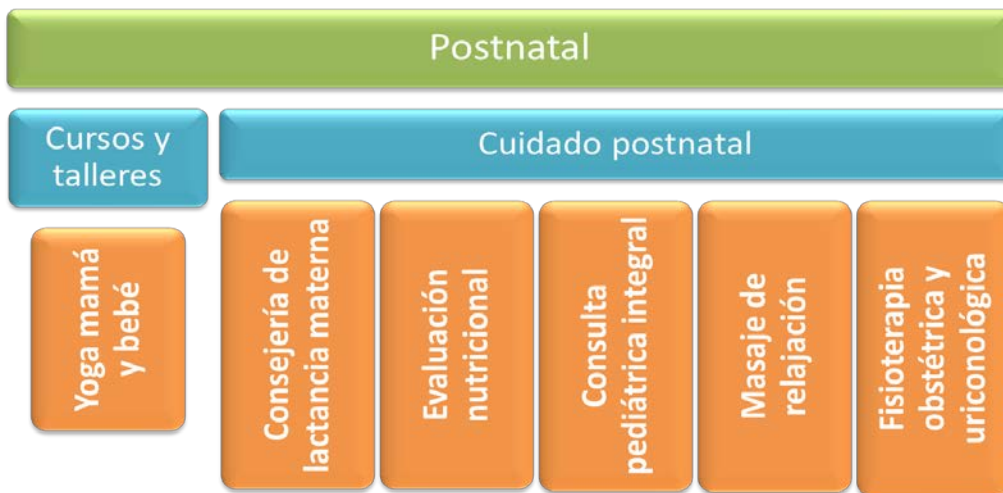 Postnatal
Cursos y
talleres
Cuidado postnatal
Yoga mamá
y bebé
Consejería de
lactancia materna
Evaluación
nutricional
Consulta
pediátrica integral
Masaje de
relajación
Fisioterapia
obstétrica y
uriconológica